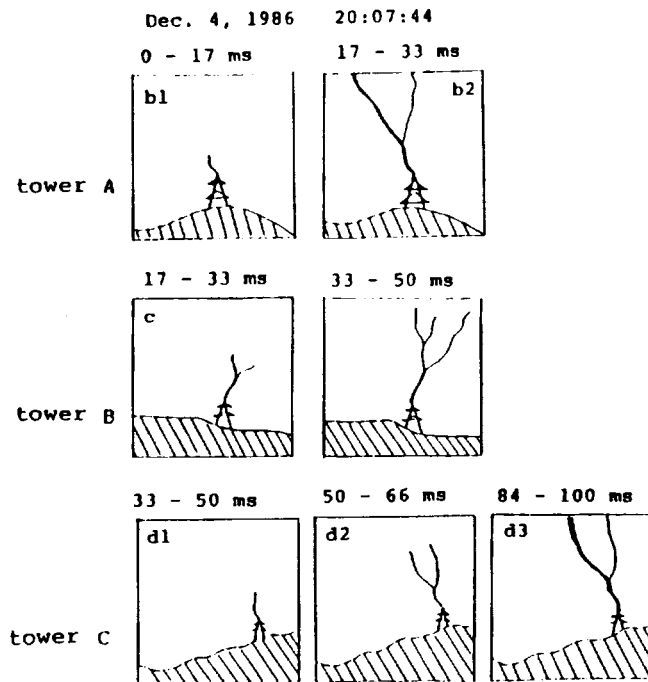 Dec. 4, 1986 20:07:44
0 - 17 ms 17 - 33 ms
b1 b2
tower A
17 - 33 ms 33 - 50 ms
c
tower B
33 - 50 ms 50 - 66 ms 84 - 100 ms
d1 d2 d3
tower C